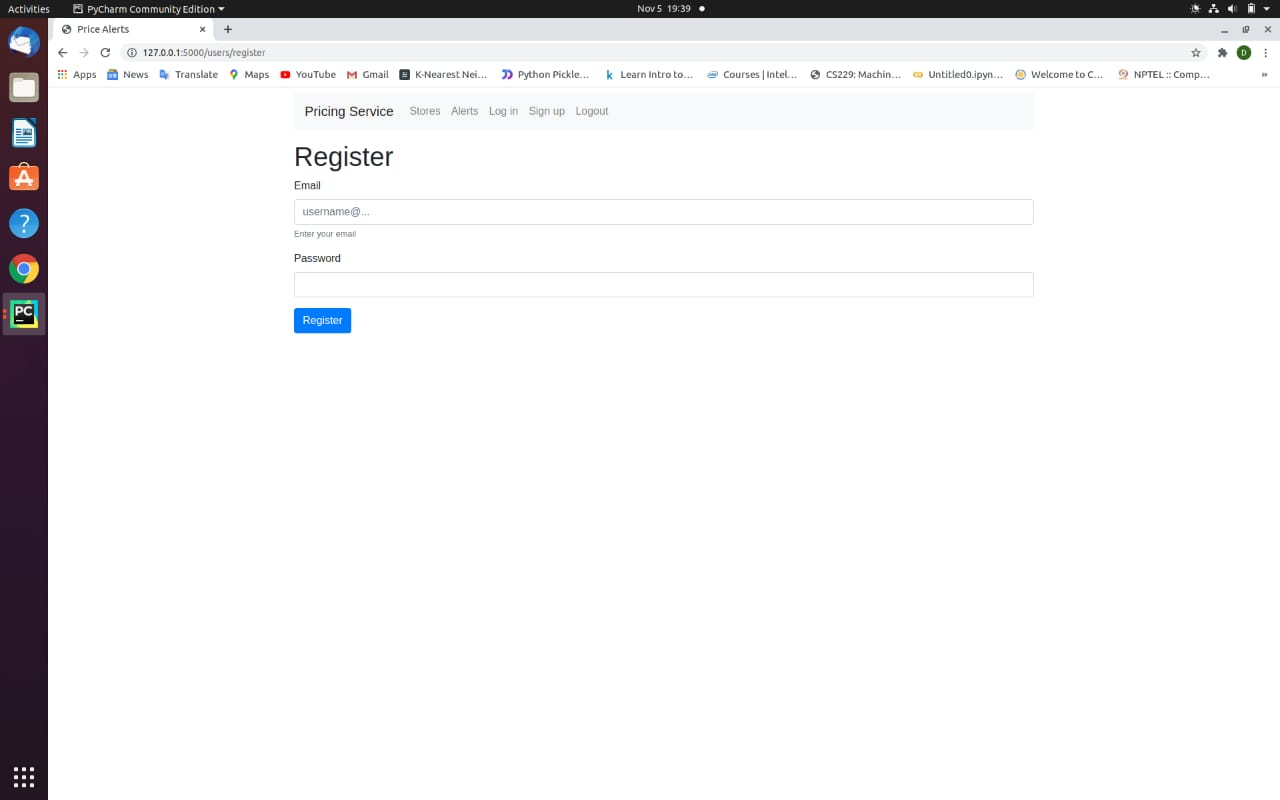 Activities PyCharm Community Edition Nov 5 19:39
Price Alerts
127.0.0.1:5000/users/register D
Apps News Translate Maps YouTube Gmail K-Nearest Nei... Python Pickle... Learn Intro to... Courses | Intel... CS229: Machin... Untitled0.ipyn... Welcome to C... NPTEL :: Comp... »
Pricing Service Stores Alerts Log in Sign up Logout
Register
Email
username@...
Enter your email
Password
Register
PC